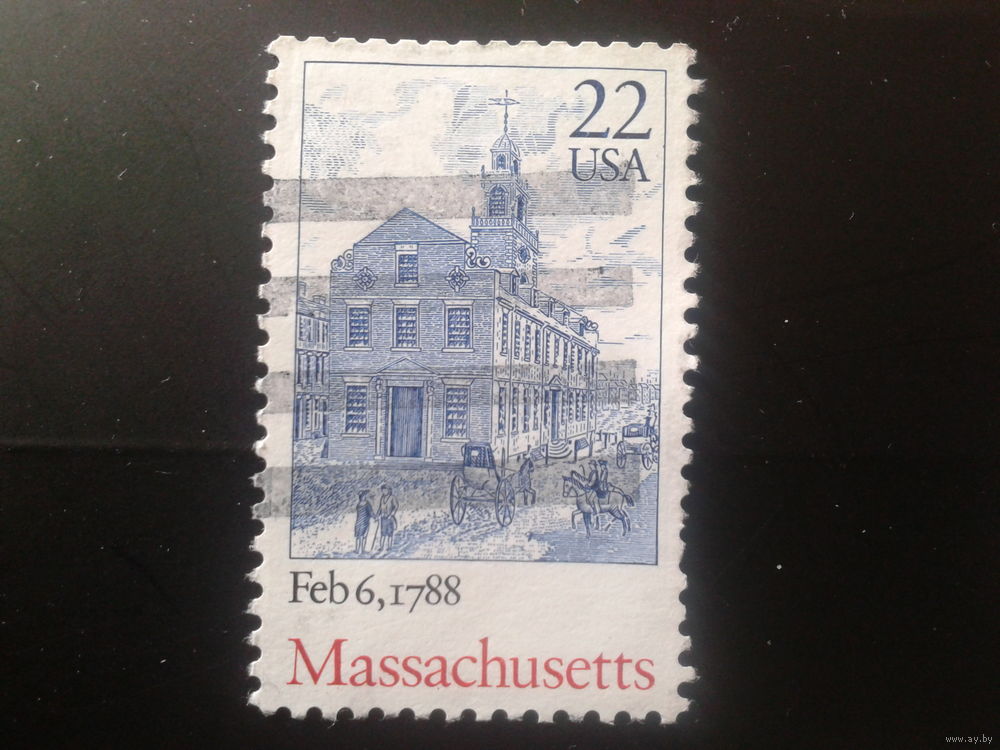 22
USA
Feb 6, 1788
Massachusetts
www.ay.by